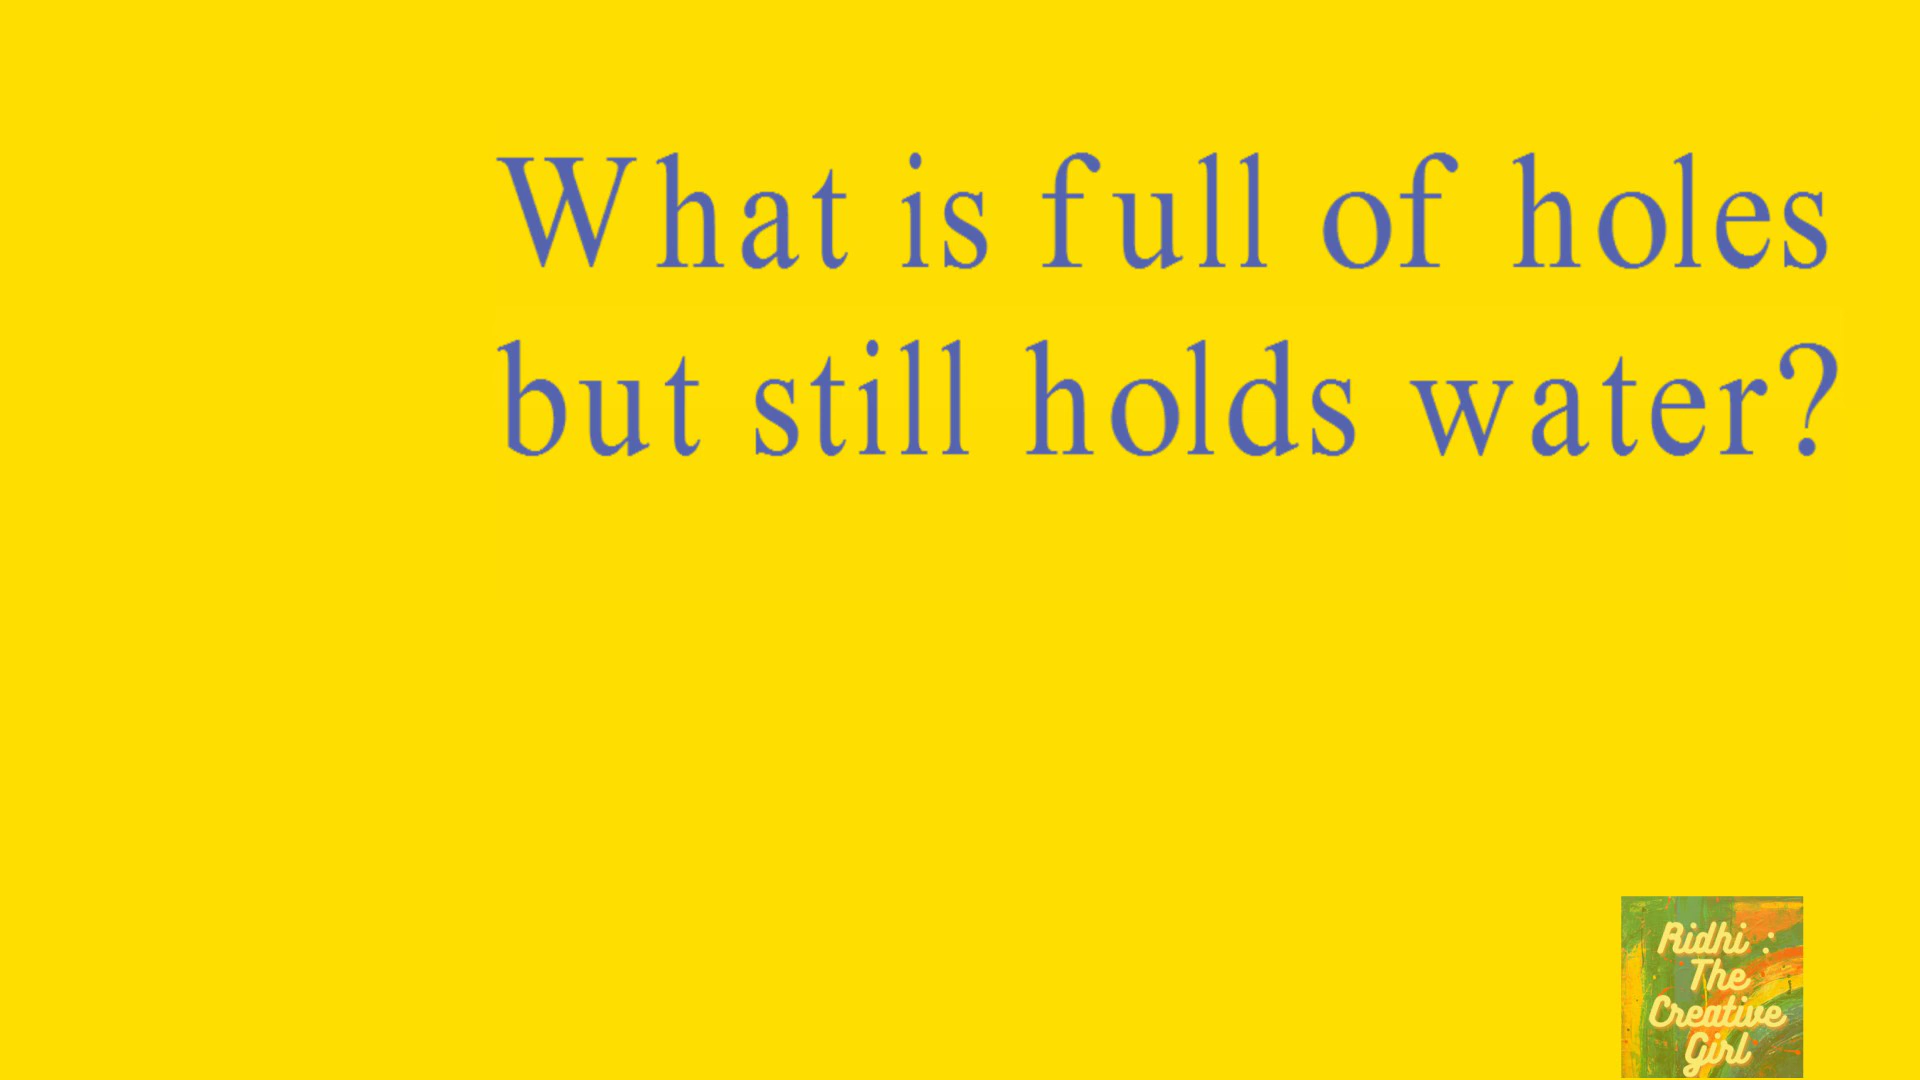 What is full of holes
but still holds water?
Ridhi :
The
Creative
Girl